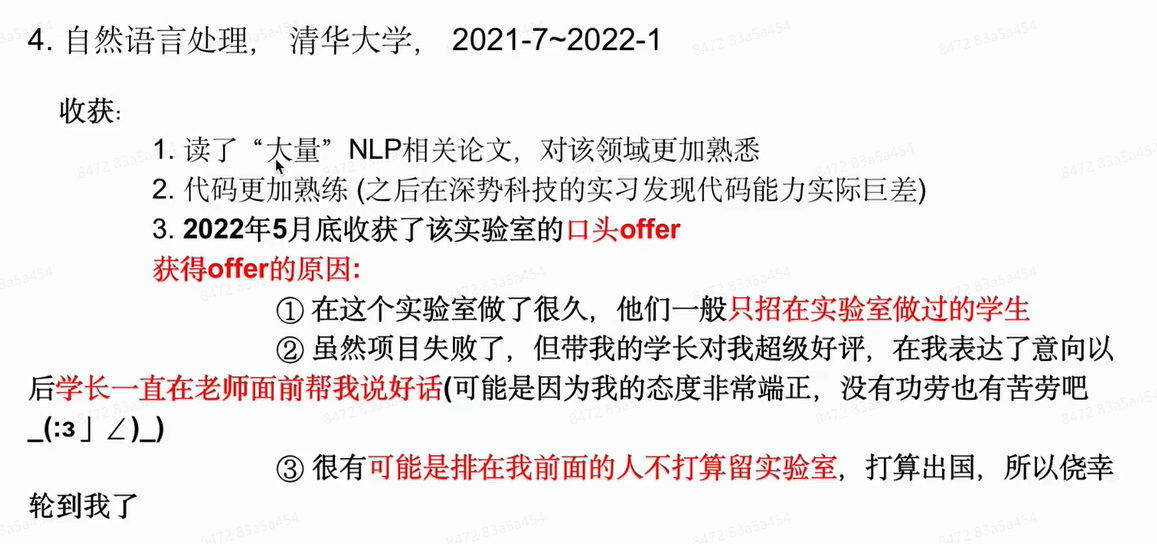 4. 自然语言处理， 清华大学， 2021-7~2022-1
收获：
1. 读了“大量”NLP相关论文，对该领域更加熟悉
2. 代码更加熟练 (之后在深势科技的实习发现代码能力实际巨差)
3. 2022年5月底收获了该实验室的口头offer
获得offer的原因:
① 在这个实验室做了很久，他们一般只招在实验室做过的学生
② 虽然项目失败了，但带我的学长对我超级好评，在我表达了意向以
后学长一直在老师面前帮我说好话(可能是因为我的态度非常端正，没有功劳也有苦劳吧
_(:з」∠)_)
③ 很有可能是排在我前面的人不打算留实验室，打算出国，所以侥幸
轮到我了
8472 83a5a454